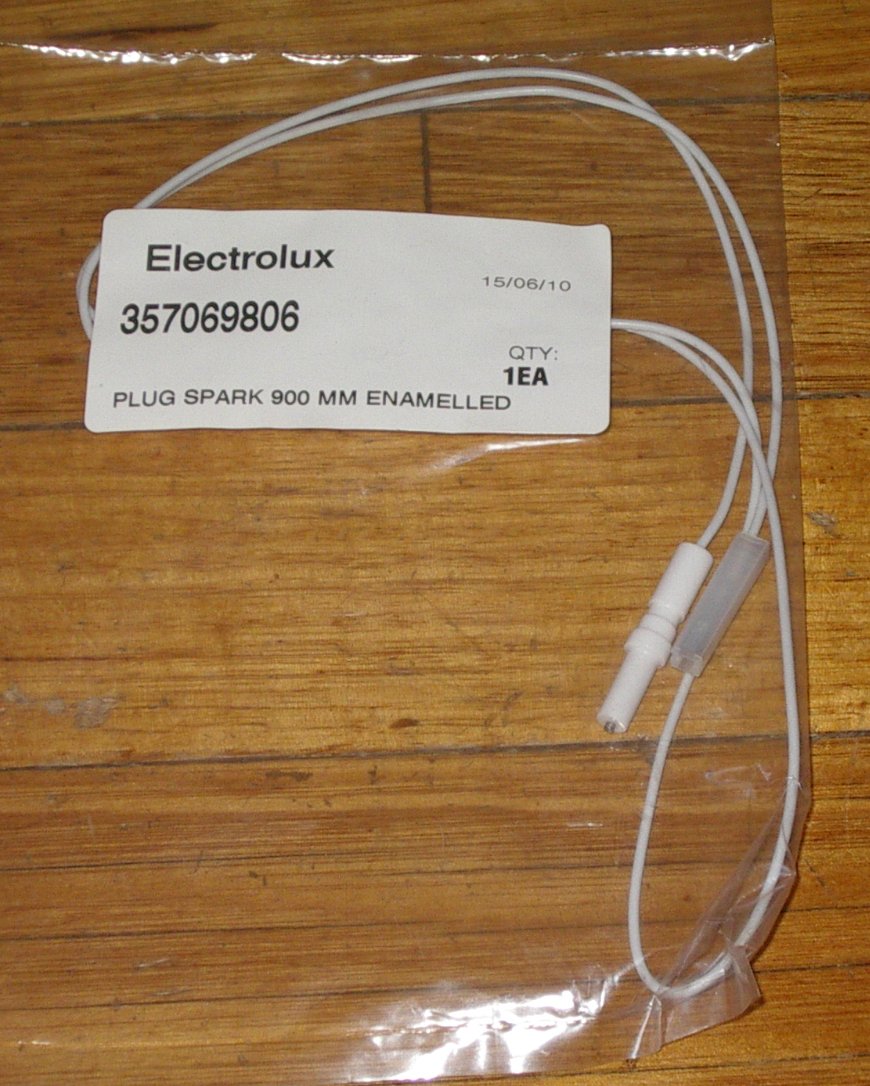 Electrolux
15/06/10
357069806
QTY:
1EA
PLUG SPARK 900 MM ENAMELLED